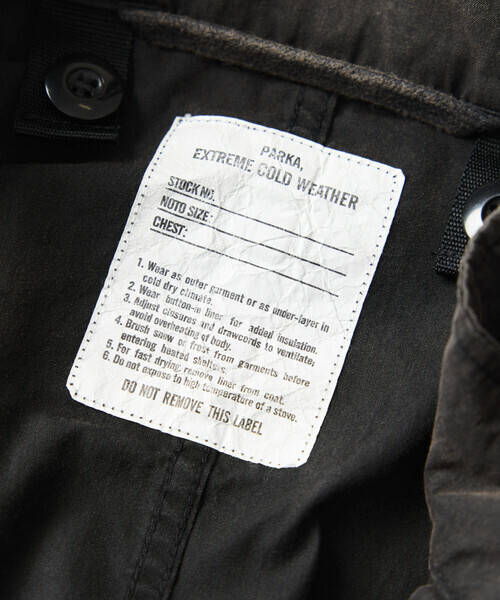 PARKA,
EXTREME COLD WEATHER
STOCK NO.
NOTO SIZE:
CHEST:
1. Wear as outer garment or as under-layer in
cold dry climate.
2. Wear button-in liner for added insulation.
3. Adjust closures and drawcords to ventilate;
avoid overheating of body.
4. Brush snow or frost from garments before
entering heated shelters.
5. For fast drying, remove liner from coat.
6. Do not expose to high temperature of a stove.
DO NOT REMOVE THIS LABEL